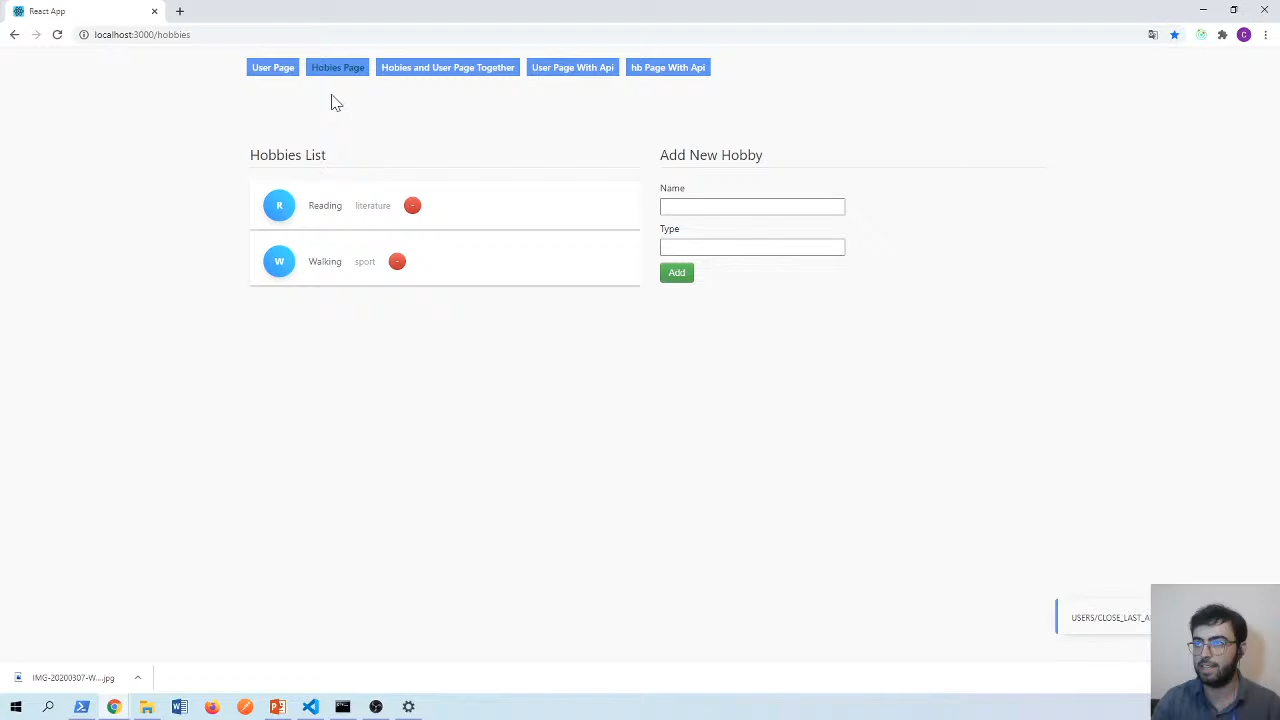 React App
localhost:3000/hobbies
C
User Page
Hobies Page
Hobies and User Page Together
User Page With Api
hb Page With Api
Hobbies List
R
Reading
literature
-
W
Walking
sport
-
Add New Hobby
Name
Type
Add
USERS/CLOSE_LAST_A
IMG-20200307-W....jpg